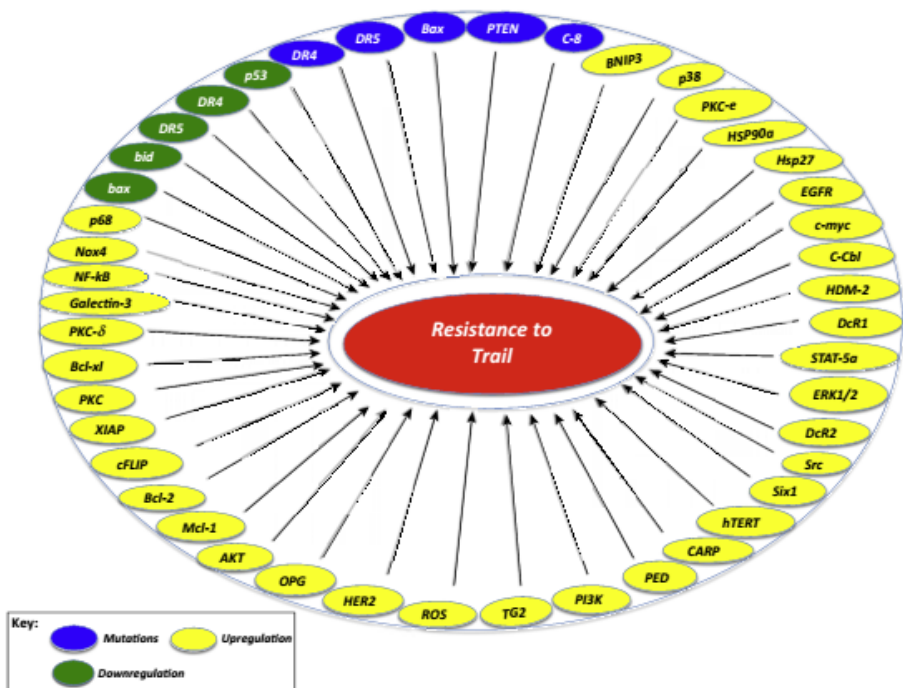 Bax
PTEN
C-8
BNIP3
p38
PKC-e
HSP90a
Hsp27
EGFR
c-myc
C-Cbl
HDM-2
DcR1
STAT-5a
ERK1/2
DcR2
Src
Six1
hTERT
CARP
PED
PI3K
TG2
ROS
HER2
OPG
AKT
Mcl-1
Bcl-2
cFLIP
XIAP
PKC
Bcl-xl
PKC-δ
Galectin-3
NF-kB
Nox4
p68
bax
bid
DR5
DR4
p53
DR4
DR5
Resistance to
Trail
Key:
Mutations
Upregulation
Downregulation